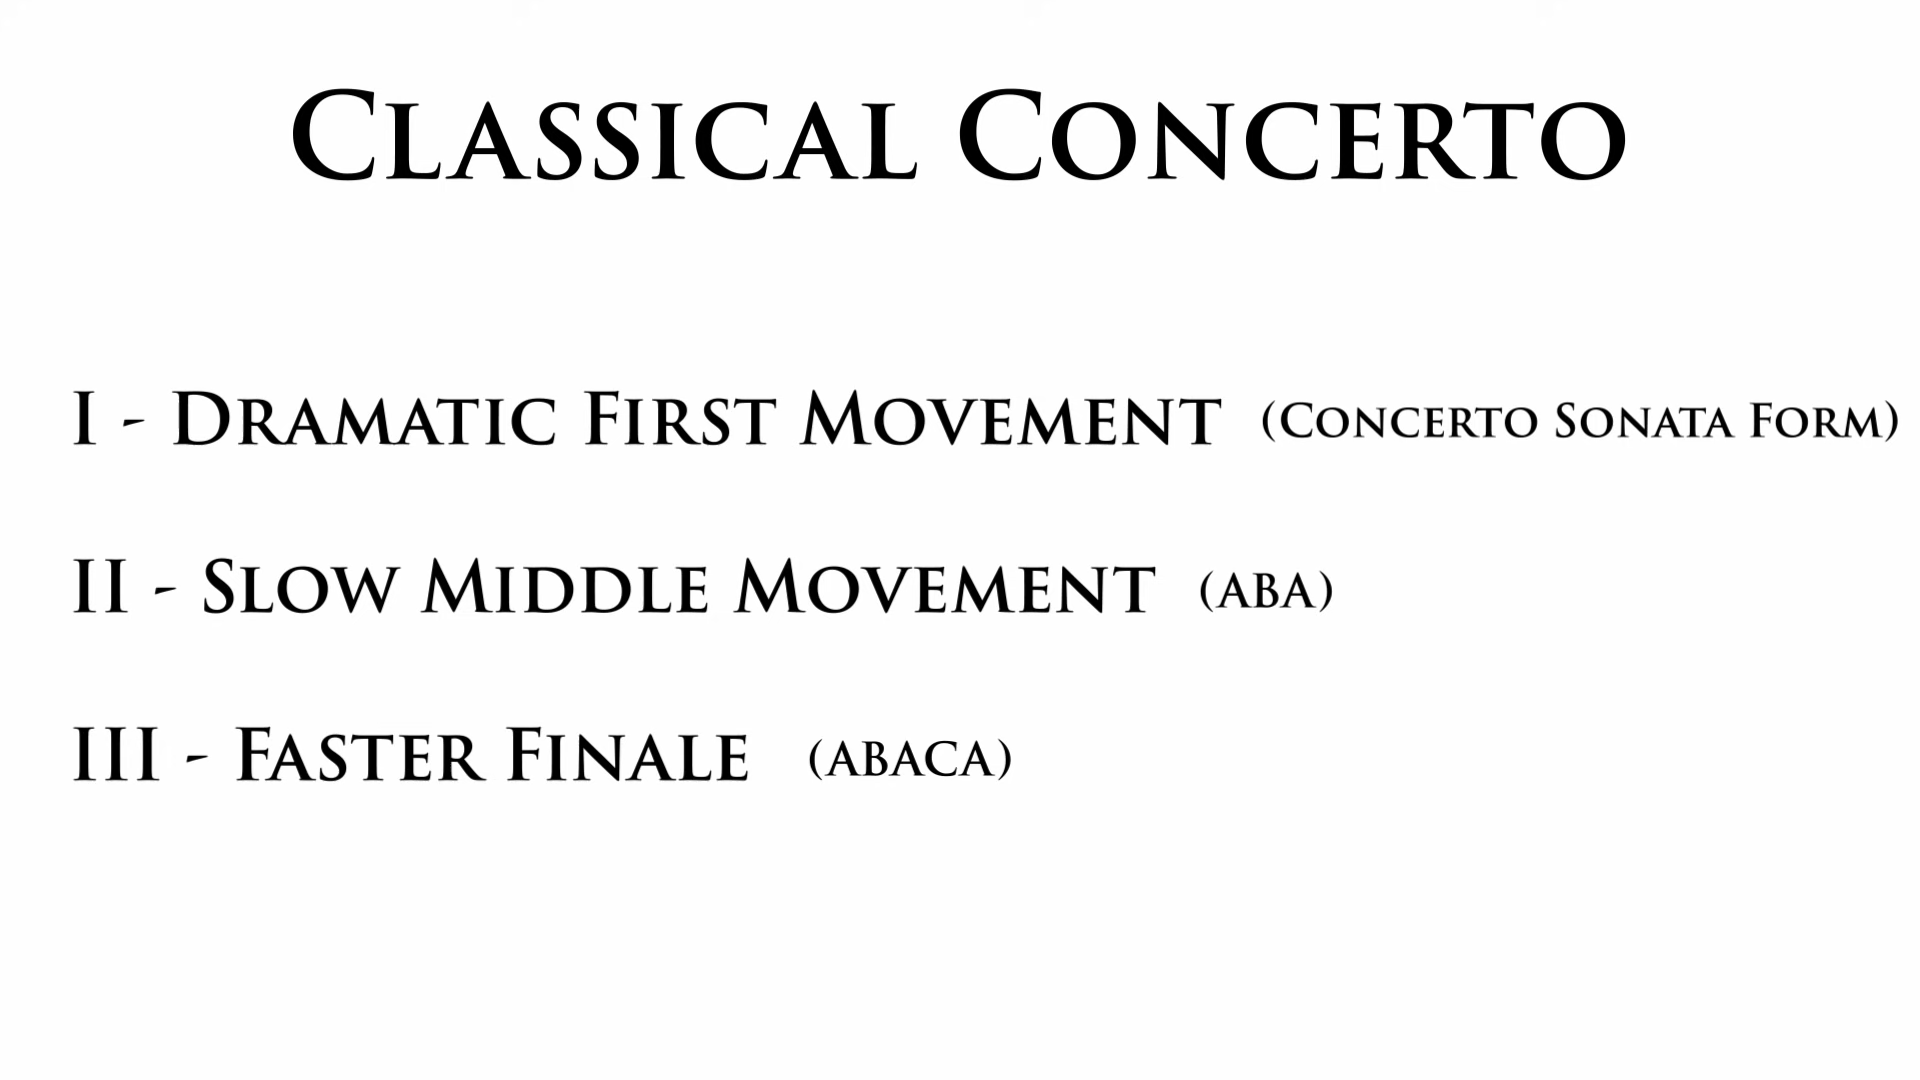 Classical Concerto
I - Dramatic First Movement (Concerto Sonata Form)
II - Slow Middle Movement (ABA)
III - Faster Finale (ABACA)